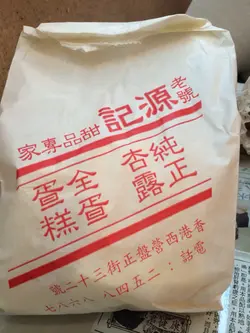 老號源記甜品專家
純正
杏露
全蛋
蛋糕
香港西營盤正街三十二號
電話：二五四八 八六八七